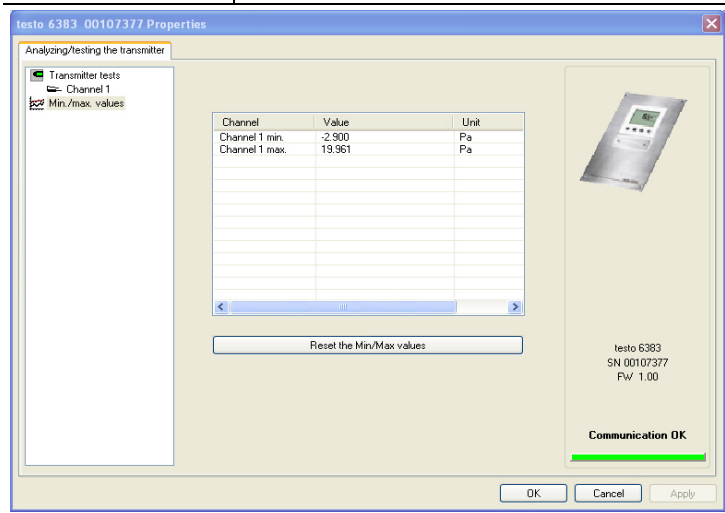 testo 6383 00107377 Properties
Analyzing/testing the transmitter
Transmitter tests
Channel 1
Min./max. values
Channel Value Unit
Channel 1 min. -2.900 Pa
Channel 1 max. 19.961 Pa
Reset the Min/Max values
testo 6383
SN 00107377
FW 1.00
Communication OK
OK Cancel Apply